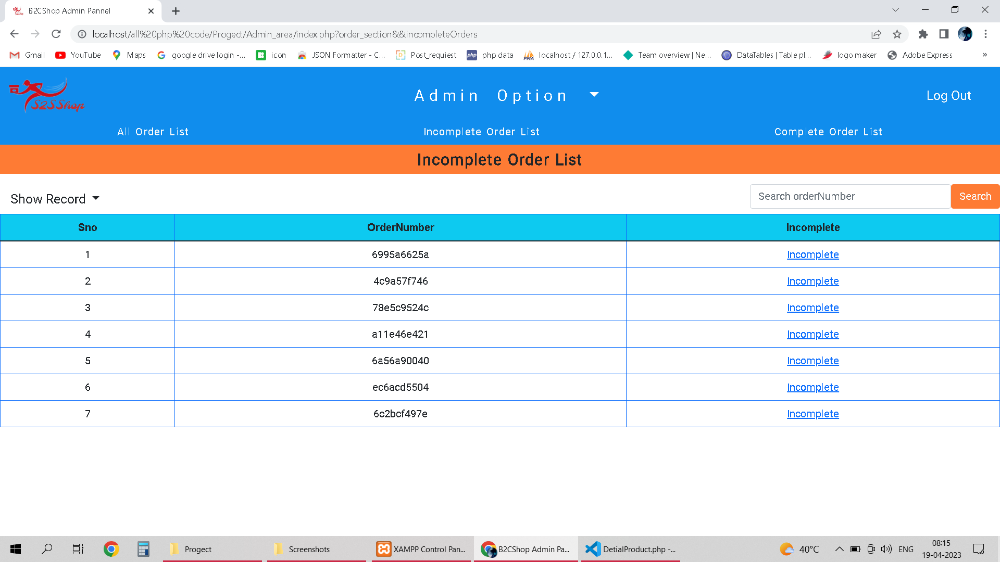 B2CShop Admin Pannel
localhost/all%20php%20code/Progect/Admin_area/index.php?order_section&&incompleteOrders
Gmail YouTube Maps google drive login -... icon JSON Formatter - C... Post_requiest php data localhost / 127.0.0.1... Team overview | Ne... DataTables | Table pl... logo maker Adobe Express »
S2SShop
Admin Option
Log Out
All Order List Incomplete Order List Complete Order List
Incomplete Order List
Show Record
Search orderNumber Search
Sno OrderNumber Incomplete
1 6995a6625a Incomplete
2 4c9a57f746 Incomplete
3 78e5c9524c Incomplete
4 a11e46e421 Incomplete
5 6a56a90040 Incomplete
6 ec6acd5504 Incomplete
7 6c2bcf497e Incomplete
Progect Screenshots XAMPP Control Pan... B2CShop Admin Pa... DetialProduct.php -... 40°C ENG
08:15
19-04-2023